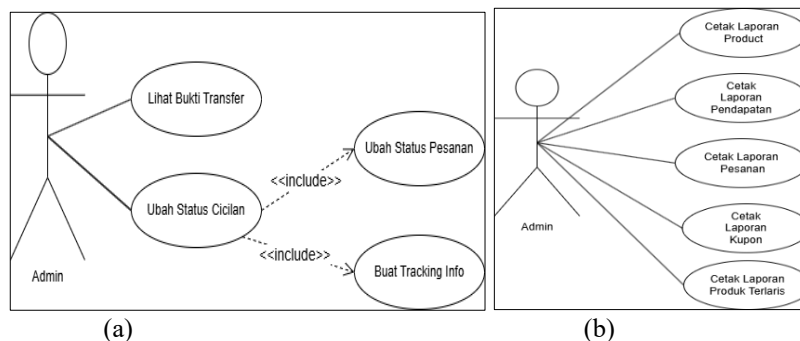 Lihat Bukti Transfer
Ubah Status Pesanan
<<include>>
Ubah Status Cicilan
<<include>>
Buat Tracking Info
Admin
(a)
Cetak Laporan
Product
Cetak
Laporan
Pendapatan
Cetak Laporan
Pesanan
Cetak
Laporan
Kupon
Cetak Laporan
Produk Terlaris
Admin
(b)